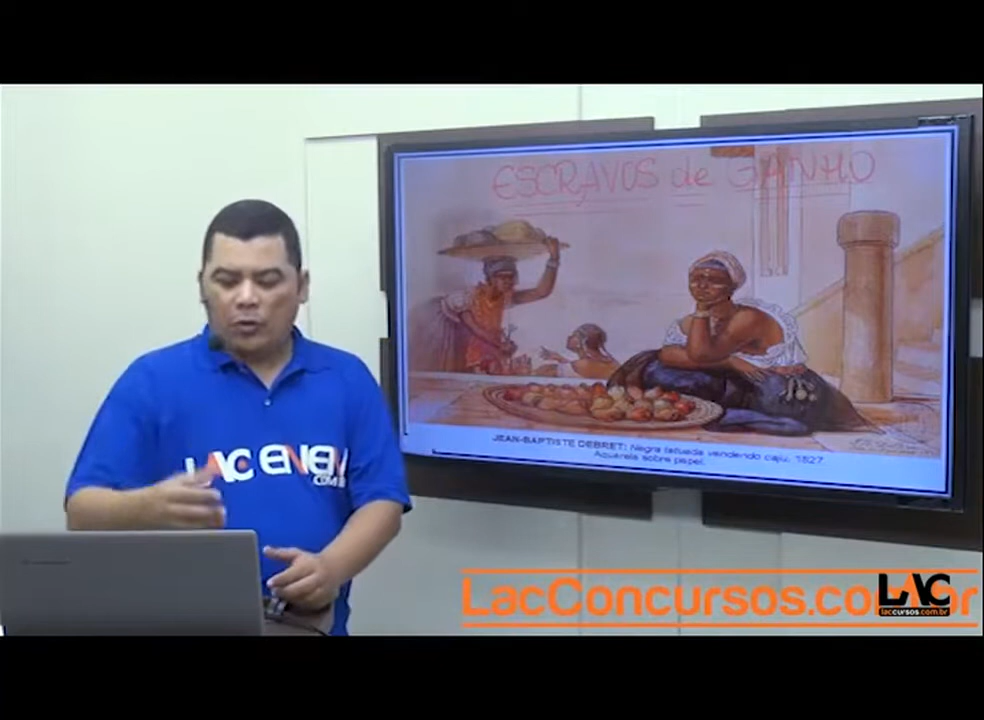 ESCRAVOS de GANHO
JEAN-BAPTISTE DEBRET: Negra tatuada vendendo caju, 1827
Aquarela sobre papel.
LAC ENEM
.COM.B
LacConcursos.com.br
LAC
laccursos.com.br